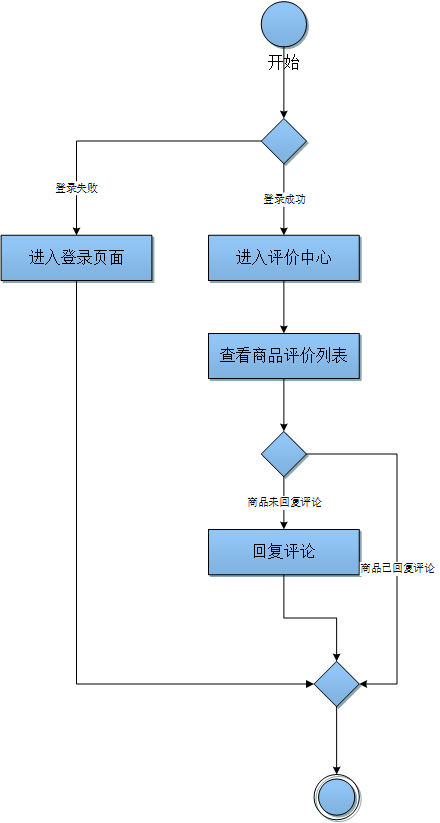 开始
登录失败
登录成功
进入登录页面
进入评价中心
查看商品评价列表
商品未回复评论
回复评论
商品已回复评论